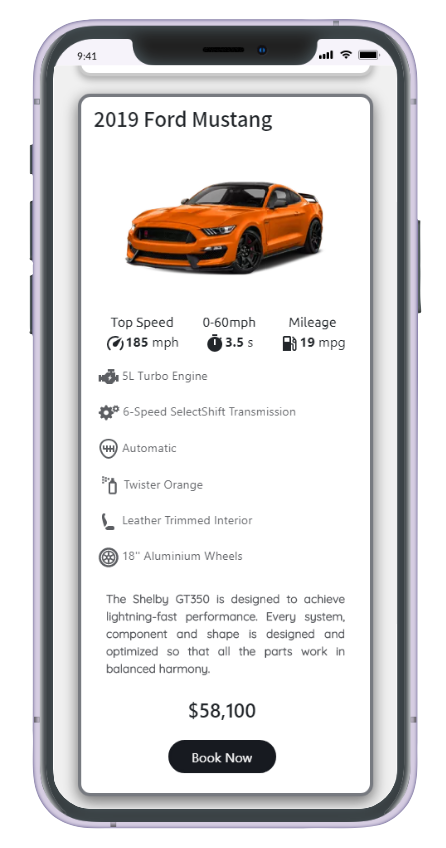 9:41
2019 Ford Mustang
Top Speed 0-60mph Mileage
185 mph 3.5 s 19 mpg
5L Turbo Engine
6-Speed SelectShift Transmission
Automatic
Twister Orange
Leather Trimmed Interior
18" Aluminium Wheels
The Shelby GT350 is designed to achieve
lightning-fast performance. Every system,
component and shape is designed and
optimized so that all the parts work in
balanced harmony.
$58,100
Book Now